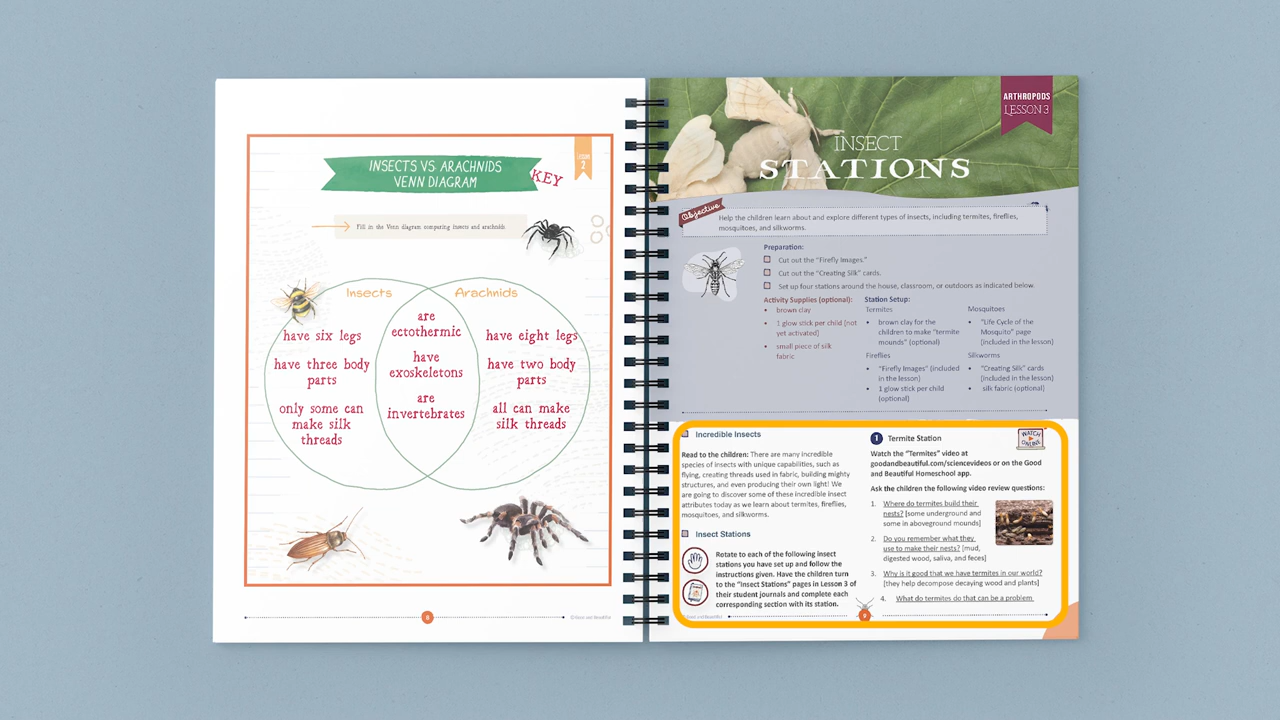 INSECTS VS. ARACHNIDS
VENN DIAGRAM
KEY
LESSON
2
Fill in the Venn diagram comparing insects and arachnids
Insects
Arachnids
have six legs
have three body
parts
only some can
make silk
threads
are
ectothermic
have
exoskeletons
are
invertebrates
have eight legs
have two body
parts
all can make
silk threads
8
ARTHROPODS
LESSON 3
INSECT
STATIONS
Objective
Help the children learn about and explore different types of insects, including termites, fireflies,
mosquitoes, and silkworms.
Preparation:
Cut out the "Firefly Images."
Cut out the "Creating Silk" cards.
Set up four stations around the house, classroom, or outdoors as indicated below.
Activity Supplies (optional):
• brown clay
• 1 glow stick per child (not
yet activated)
• small piece of silk
fabric
Station Setup:
Termites
• brown clay for the
children to make "termite
mounds" (optional)
Fireflies
• "Firefly Images" (included
in the lesson)
• 1 glow stick per child
(optional)
Mosquitoes
• "Life Cycle of the
Mosquito" page
(included in the lesson)
Silkworms
• "Creating Silk" cards
(included in the lesson)
• silk fabric (optional)
Incredible Insects
Read to the children: There are many incredible
species of insects with unique capabilities, such as
flying, creating threads used in fabric, building mighty
structures, and even producing their own light! We
are going to discover some of these incredible insect
attributes today as we learn about termites, fireflies,
mosquitoes, and silkworms.
Insect Stations
Rotate to each of the following insect
stations you have set up and follow the
instructions given. Have the children turn
to the "Insect Stations" pages in Lesson 3 of
their student journals and complete each
corresponding section with its station.
1 Termite Station
WATCH
ONLINE
Watch the "Termites" video at
goodandbeautiful.com/sciencevideos or on the Good
and Beautiful Homeschool app.
Ask the children the following video review questions:
1. Where do termites build their
nests? [some underground and
some in aboveground mounds]
2. Do you remember what they
use to make their nests? [mud,
digested wood, saliva, and feces]
3. Why is it good that we have termites in our world?
[they help decompose decaying wood and plants]
4. What do termites do that can be a problem
9